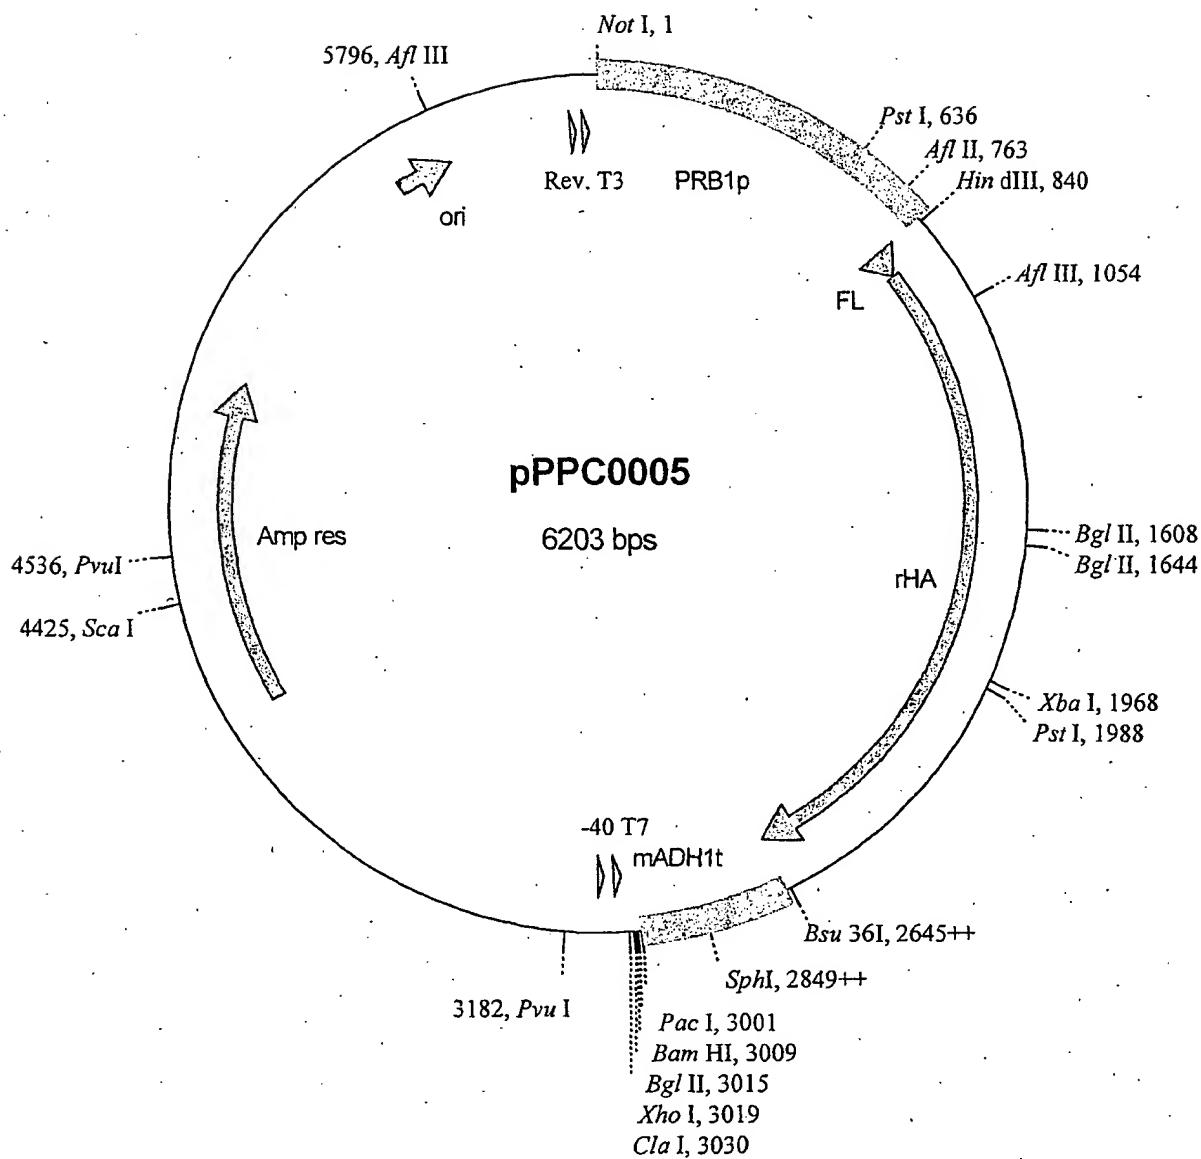 Not I, 1
5796, Afl III
Pst I, 636
Afl II, 763
Hin dIII, 840
Rev. T3
PRB1p
ori
Afl III, 1054
FL
pPPC0005
6203 bps
Amp res
4536, PvuI
4425, Sca I
Bgl II, 1608
Bgl II, 1644
rHA
Xba I, 1968
Pst I, 1988
-40 T7
mADH1t
Bsu 36I, 2645++
SphI, 2849++
3182, Pvu I
Pac I, 3001
Bam HI, 3009
Bgl II, 3015
Xho I, 3019
Cla I, 3030